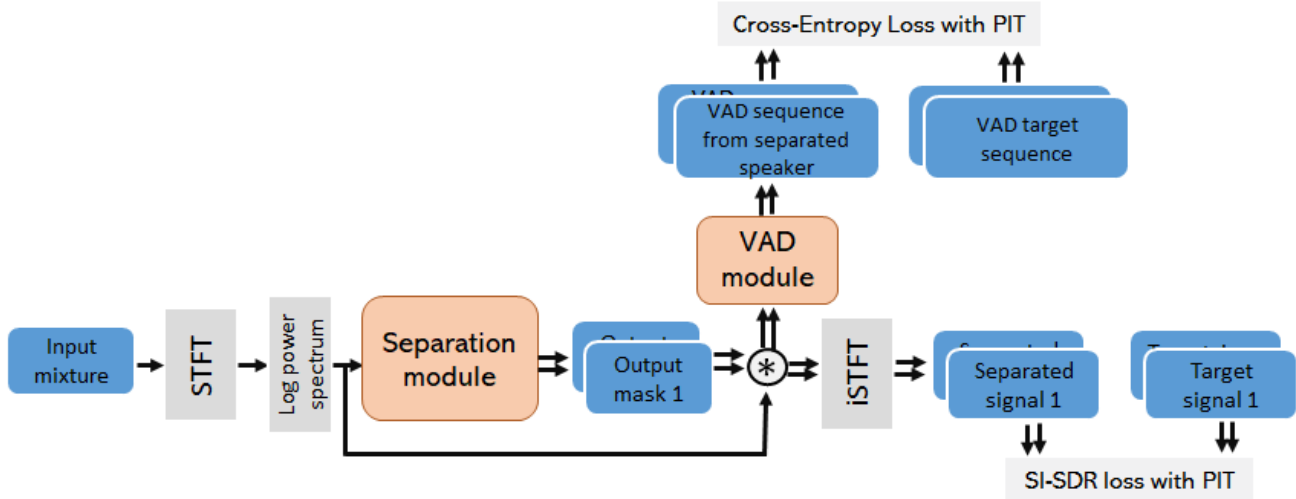 Cross-Entropy Loss with PIT
VAD sequence
from separated
speaker
VAD target
sequence
VAD
module
Input
mixture
STFT
Log power
spectrum
Separation
module
Output
mask 1
*
iSTFT
Separated
signal 1
Target
signal 1
SI-SDR loss with PIT